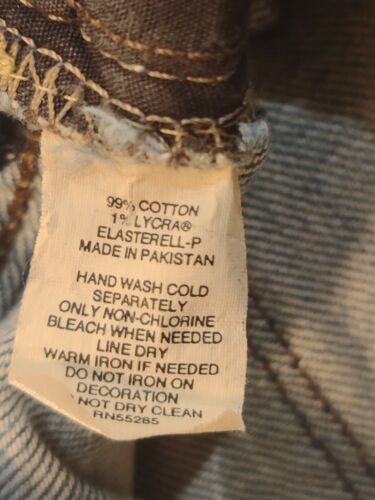 99% COTTON
1% LYCRA®
ELASTERELL-P
MADE IN PAKISTAN
HAND WASH COLD
SEPARATELY
ONLY NON-CHLORINE
BLEACH WHEN NEEDED
LINE DRY
WARM IRON IF NEEDED
DO NOT IRON ON
DECORATION
NOT DRY CLEAN
RN55285